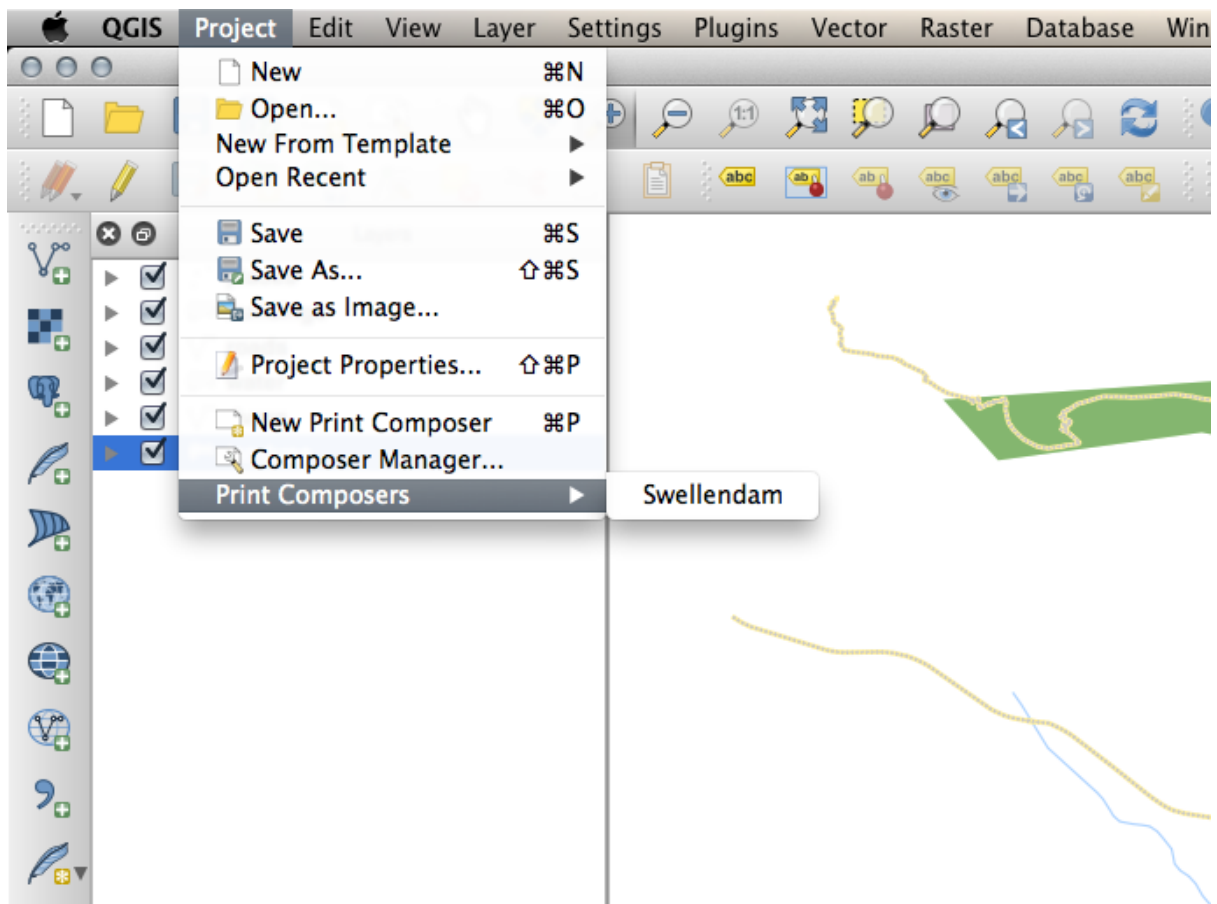 QGIS Project Edit View Layer Settings Plugins Vector Raster Database Win
New ⌘N
Open... ⌘O
New From Template ▶
Open Recent ▶
Save ⌘S
Save As... ⇧⌘S
Save as Image...
Project Properties... ⇧⌘P
New Print Composer ⌘P
Composer Manager...
Print Composers ▶ Swellendam
1:1
abc ab ab abc abc abc abc